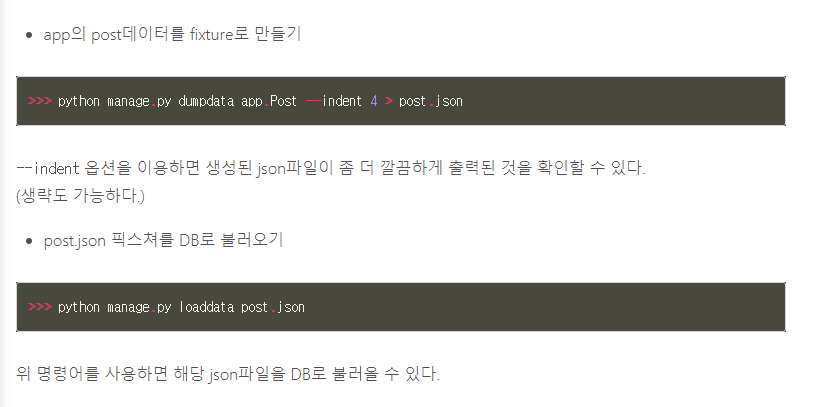 • app의 post데이터를 fixture로 만들기
>>> python manage.py dumpdata app.Post --indent 4 > post.json
--indent 옵션을 이용하면 생성된 json파일이 좀 더 깔끔하게 출력된 것을 확인할 수 있다.
(생략도 가능하다.)
• post.json 픽스쳐를 DB로 불러오기
>>> python manage.py loaddata post.json
위 명령어를 사용하면 해당 json파일을 DB로 불러올 수 있다.